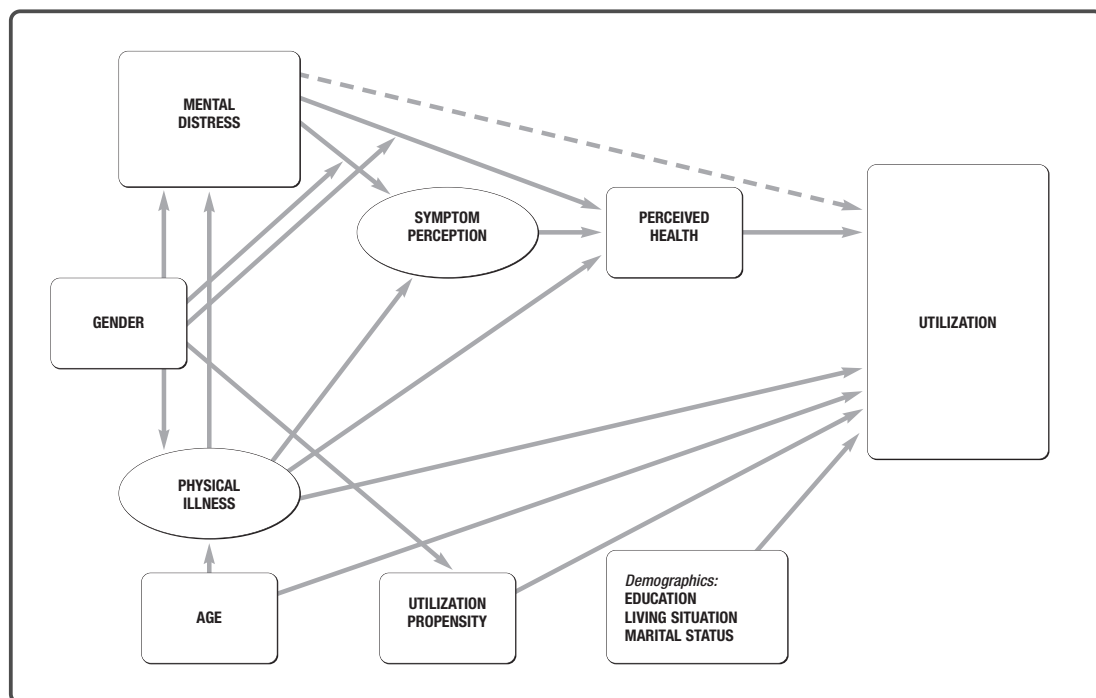 MENTAL
DISTRESS
SYMPTOM
PERCEPTION
PERCEIVED
HEALTH
GENDER
UTILIZATION
PHYSICAL
ILLNESS
AGE
UTILIZATION
PROPENSITY
Demographics:
EDUCATION
LIVING SITUATION
MARITAL STATUS